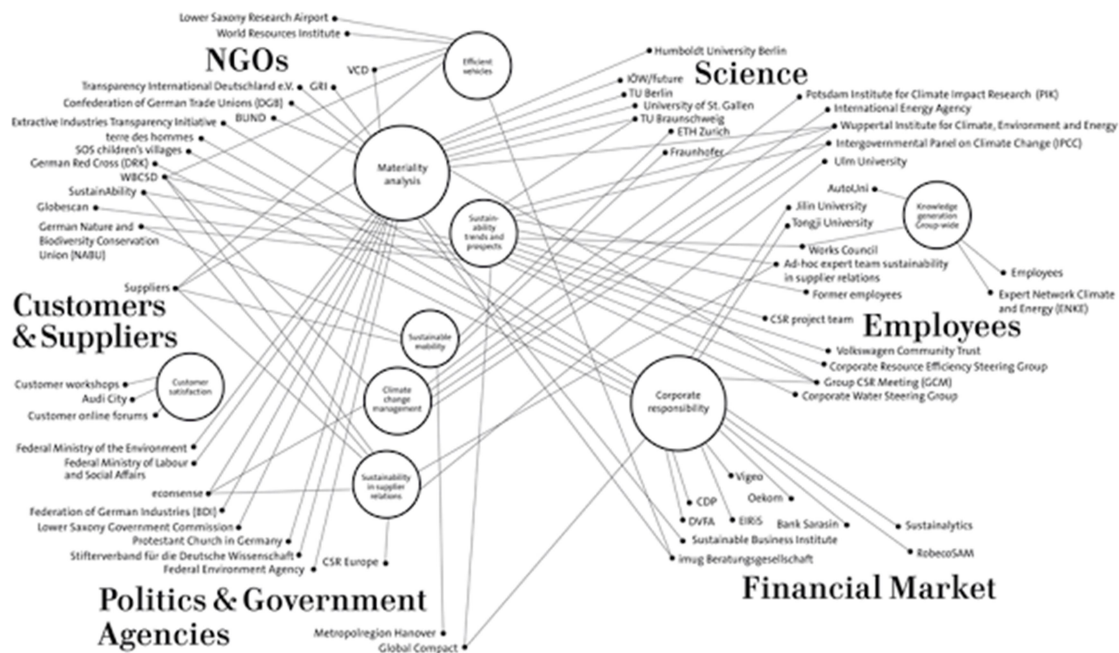 Lower Saxony Research Airport
World Resources Institute
NGOs
VCD
Transparency International Deutschland e.V.
GRI
Confederation of German Trade Unions (DGB)
BUND
Extractive Industries Transparency Initiative
terre des hommes
SOS children's villages
German Red Cross (DRK)
WBCSD
SustainAbility
Globescan
German Nature and
Biodiversity Conservation
Union (NABU)
Efficient
vehicles
Materiality
analysis
Sustain-
ability
trends and
prospects
Humboldt University Berlin
Science
IÖW/future
TU Berlin
University of St. Gallen
TU Braunschweig
ETH Zurich
Fraunhofer
Potsdam Institute for Climate Impact Research (PIK)
International Energy Agency
Wuppertal Institute for Climate, Environment and Energy
Intergovernmental Panel on Climate Change (IPCC)
Ulm University
AutoUni
Jilin University
Tongji University
Knowledge
generation
Group-wide
Works Council
Ad-hoc expert team sustainability
in supplier relations
Former employees
Employees
Expert Network Climate
and Energy (ENKE)
CSR project team
Employees
Volkswagen Community Trust
Corporate Resource Efficiency Steering Group
Group CSR Meeting (GCM)
Corporate Water Steering Group
Suppliers
Customers
& Suppliers
Customer workshops
Audi City
Customer online forums
Customer
satisfaction
Sustainable
mobility
Climate
change
management
Sustainability
in supplier
relations
Corporate
responsibility
Federal Ministry of the Environment
Federal Ministry of Labour
and Social Affairs
econsense
Federation of German Industries (BDI)
Lower Saxony Government Commission
Protestant Church in Germany
Stifterverband für die Deutsche Wissenschaft
Federal Environment Agency
CSR Europe
Politics & Government
Agencies
Metropolregion Hanover
Global Compact
Vigeo
Oekom
CDP
DVFA
EIRiS
Bank Sarasin
Sustainable Business Institute
imug Beratungsgesellschaft
Sustainalytics
RobecoSAM
Financial Market